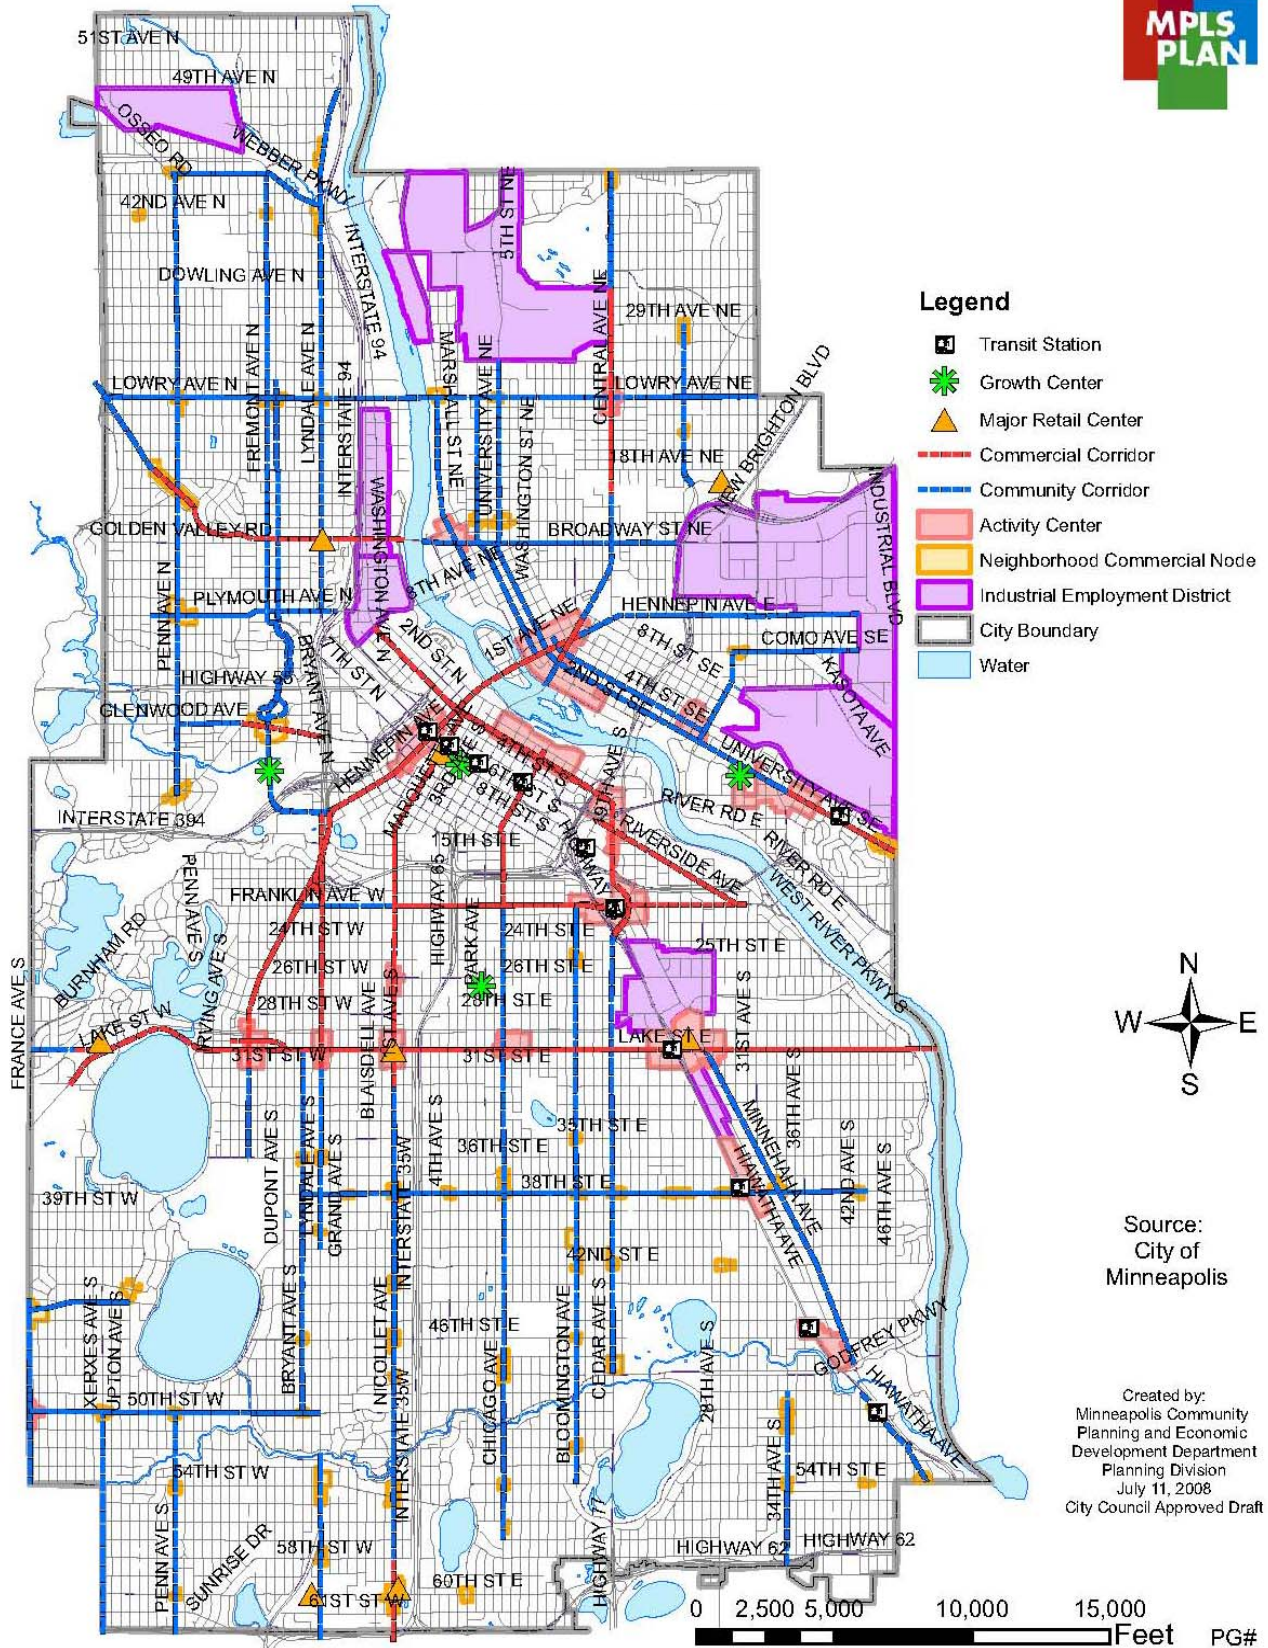 MPLS
PLAN
51ST AVE N
49TH AVE N
OSSEO RD
WEBBER PKWY
42ND AVE N
5TH ST NE
INTERSTATE 94
DOWLING AVE N
CENTRAL AVE NE
29TH AVE NE
Legend
Transit Station
Growth Center
Major Retail Center
Commercial Corridor
Community Corridor
Activity Center
Neighborhood Commercial Node
Industrial Employment District
City Boundary
Water
FREMONT AVE N
LYNDALE AVE N
INTERSTATE 94
MARSHALL ST NE
UNIVERSITY AVE NE
WASHINGTON ST NE
LOWRY AVE N
LOWRY AVE NE
NEW BRIGHTON BLVD
18TH AVE NE
INDUSTRIAL BLVD
WASHINGTON AVE N
GOLDEN VALLEY RD
BROADWAY ST NE
8TH AVE NE
PENN AVE N
PLYMOUTH AVE N
HENNEPIN AVE E
2ND ST N
1ST AVE NE
8TH ST SE
COMO AVE SE
BRYANT AVE N
7TH ST N
HIGHWAY 55
2ND ST SE
4TH ST SE
KASOTA AVE
GLENWOOD AVE
HENNEPIN AVE
4TH ST S
UNIVERSITY AVE SE
6TH ST S
8TH ST S
19TH AVE S
RIVER RD E
RIVER RD E
INTERSTATE 394
15TH ST E
HIGHWAY
RIVERSIDE AVE
PENN AVE S
FRANKLIN AVE W
HIGHWAY 65
WEST RIVER PKWY S
24TH ST W
24TH ST E
25TH ST E
BURNHAM RD
IRVING AVE S
PARK AVE
26TH ST W
26TH ST E
28TH ST W
28TH ST E
FRANCE AVE S
LAKE ST W
BLAISDELL AVE
1ST AVE S
LAKE ST E
31ST AVE S
31ST ST W
31ST ST E
DUPONT AVE S
LYNDALE AVE S
GRAND AVE S
4TH AVE S
35TH ST E
36TH ST E
MINNEHAHA AVE
36TH AVE S
42ND AVE S
46TH AVE S
39TH ST W
38TH ST E
HIAWATHA AVE
INTERSTATE 35W
42ND ST E
XERXES AVE S
UPTON AVE S
BRYANT AVE S
NICOLLET AVE
46TH ST E
CHICAGO AVE
BLOOMINGTON AVE
CEDAR AVE S
28TH AVE S
GODFREY PKWY
HIAWATHA AVE
50TH ST W
INTERSTATE 35W
54TH ST W
34TH AVE S
54TH ST E
PENN AVE S
SUNRISE DR
58TH ST W
HIGHWAY 77
HIGHWAY 62
HIGHWAY 62
60TH ST E
61ST ST W
N
W
E
S
Source:
City of
Minneapolis
Created by:
Minneapolis Community
Planning and Economic
Development Department
Planning Division
July 11, 2008
City Council Approved Draft
0 2,500 5,000 10,000 15,000
Feet
PG#